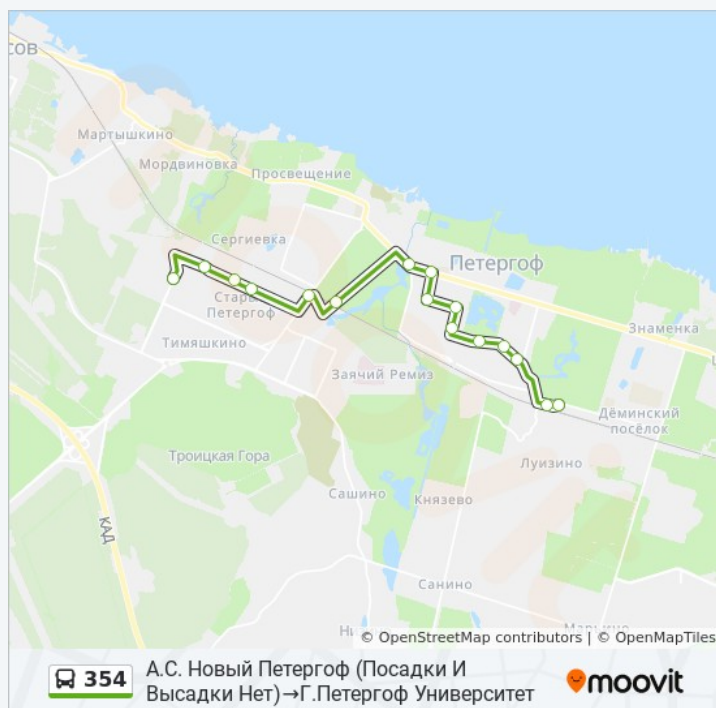 СОВ
Мартышкино
Мордвиновка
Просвещение
Сергиевка
Петергоф
Петергоф
Знаменка
Тимяшкино
Заячий Ремиз
Дёминский
посёлок
Троицкая Гора
Луизино
Сашино
Князево
КАД
Санино
© OpenStreetMap contributors | © OpenMapTiles
354
А.С. Новый Петергоф (Посадки И
Высадки Нет)→Г.Петергоф Университет
moovit